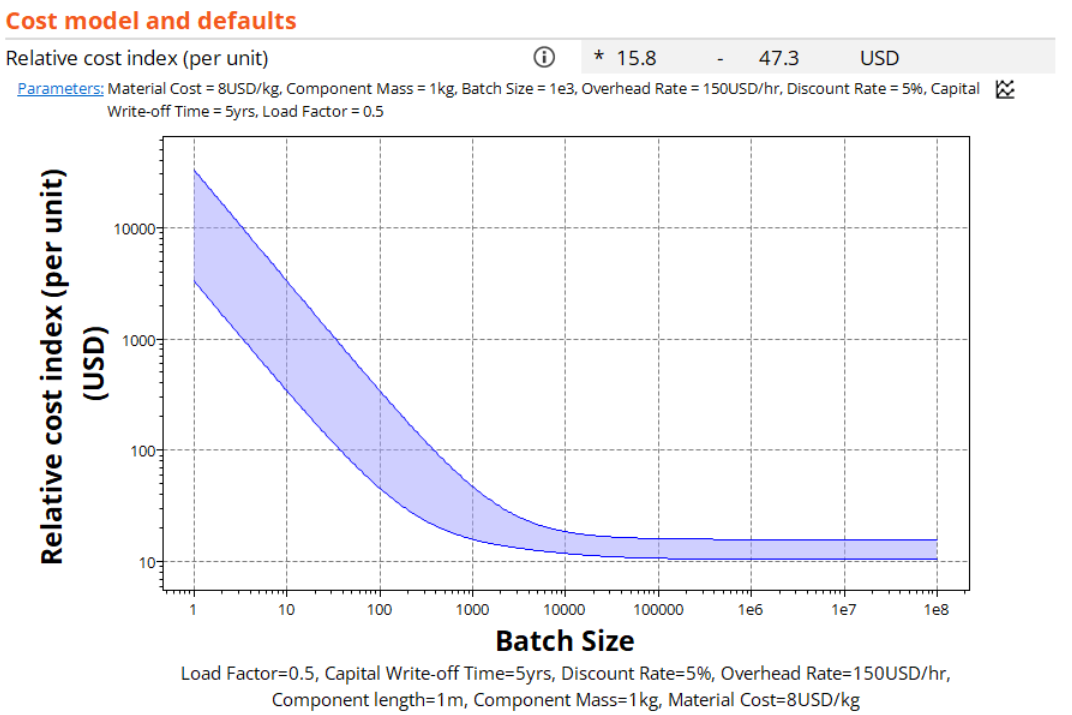 Cost model and defaults
Relative cost index (per unit) * 15.8 - 47.3 USD
Parameters: Material Cost = 8USD/kg, Component Mass = 1kg, Batch Size = 1e3, Overhead Rate = 150USD/hr, Discount Rate = 5%, Capital
Write-off Time = 5yrs, Load Factor = 0.5
Relative cost index (per unit)
(USD)
10000
1000
100
10
1 10 100 1000 10000 100000 1e6 1e7 1e8
Batch Size
Load Factor=0.5, Capital Write-off Time=5yrs, Discount Rate=5%, Overhead Rate=150USD/hr,
Component length=1m, Component Mass=1kg, Material Cost=8USD/kg